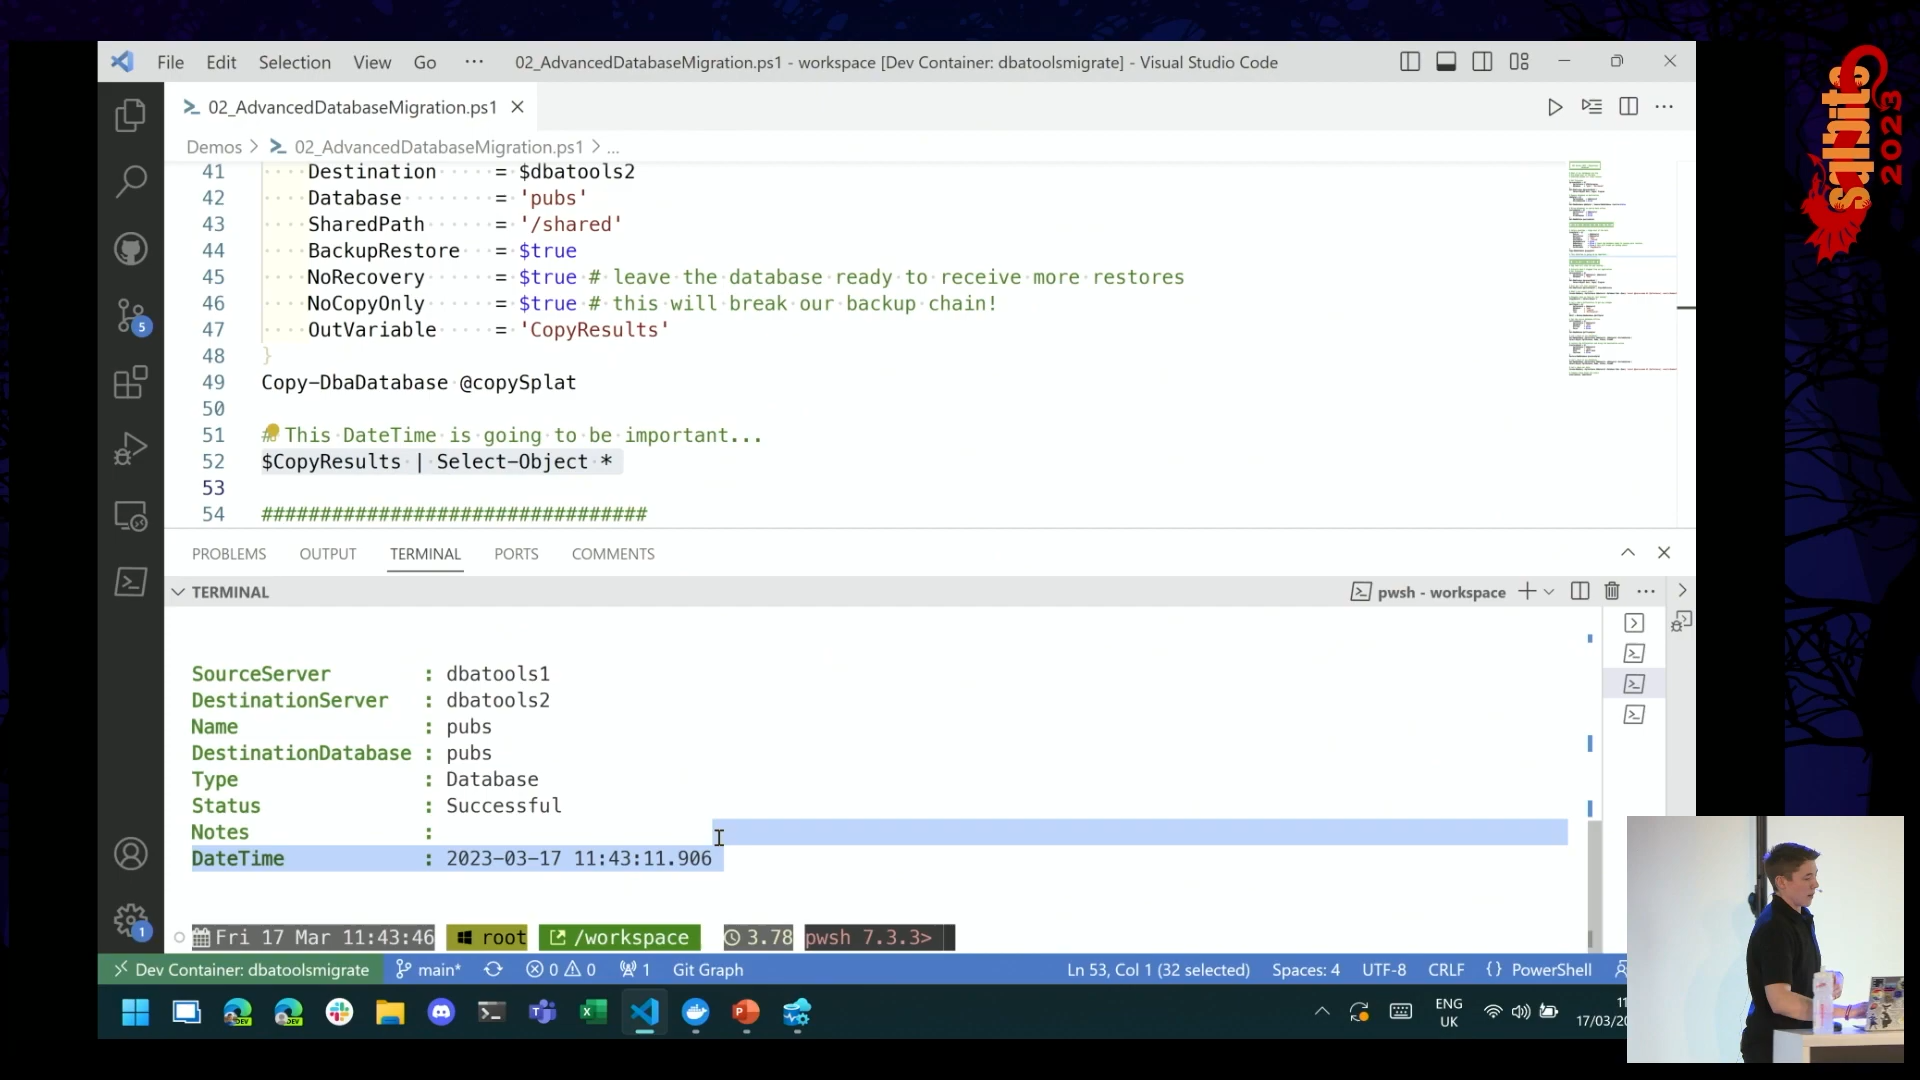 File Edit Selection View Go ··· 02_AdvancedDatabaseMigration.ps1 - workspace [Dev Container: dbatoolsmigrate] - Visual Studio Code
02_AdvancedDatabaseMigration.ps1
Demos > 02_AdvancedDatabaseMigration.ps1 > ...
41 Destination = $dbatools2
42 Database = 'pubs'
43 SharedPath = '/shared'
44 BackupRestore = $true
45 NoRecovery = $true # leave the database ready to receive more restores
46 NoCopyOnly = $true # this will break our backup chain!
47 OutVariable = 'CopyResults'
48 }
49 Copy-DbaDatabase @copySplat
50
51 # This DateTime is going to be important...
52 $CopyResults | Select-Object *
53
54 #################################
PROBLEMS OUTPUT TERMINAL PORTS COMMENTS
TERMINAL
pwsh - workspace
SourceServer : dbatools1
DestinationServer : dbatools2
Name : pubs
DestinationDatabase : pubs
Type : Database
Status : Successful
Notes :
DateTime : 2023-03-17 11:43:11.906
Fri 17 Mar 11:43:46 root /workspace 3.78 pwsh 7.3.3>
5
1
Dev Container: dbatoolsmigrate main* 0 0 1 Git Graph Ln 53, Col 1 (32 selected) Spaces: 4 UTF-8 CRLF {} PowerShell
DEV DEV
ENG
UK
17/03/20
sqlbits
2023